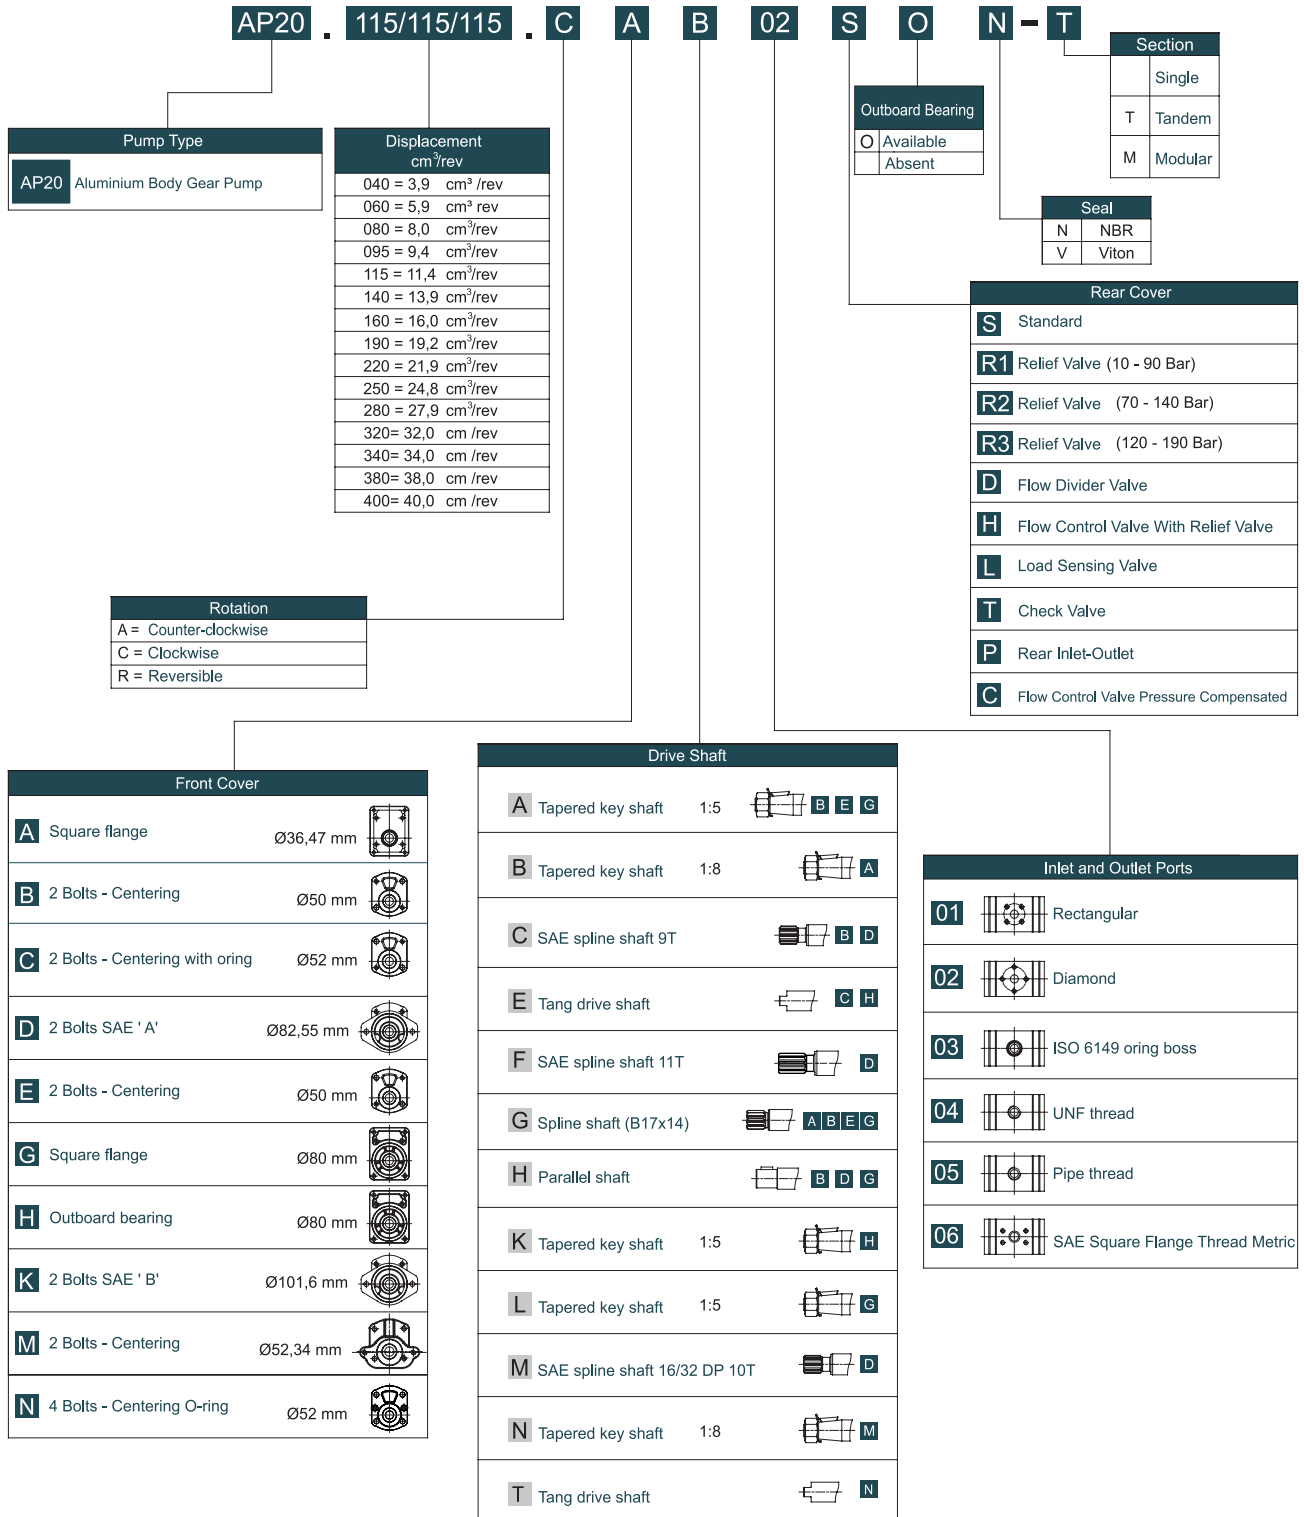 AP20 . 115/115/115 . C A B 02 S O N - T
Section
Single
T Tandem
M Modular
Outboard Bearing
O Available
Absent
Pump Type
AP20 Aluminium Body Gear Pump
Displacement
cm³/rev
040 = 3,9 cm³ /rev
060 = 5,9 cm³ rev
080 = 8,0 cm³/rev
095 = 9,4 cm³/rev
115 = 11,4 cm³/rev
140 = 13,9 cm³/rev
160 = 16,0 cm³/rev
190 = 19,2 cm³/rev
220 = 21,9 cm³/rev
250 = 24,8 cm³/rev
280 = 27,9 cm³/rev
320= 32,0 cm /rev
340= 34,0 cm /rev
380= 38,0 cm /rev
400= 40,0 cm /rev
Seal
N NBR
V Viton
Rear Cover
S Standard
R1 Relief Valve (10 - 90 Bar)
R2 Relief Valve (70 - 140 Bar)
R3 Relief Valve (120 - 190 Bar)
D Flow Divider Valve
H Flow Control Valve With Relief Valve
L Load Sensing Valve
T Check Valve
P Rear Inlet-Outlet
C Flow Control Valve Pressure Compensated
Rotation
A = Counter-clockwise
C = Clockwise
R = Reversible
Front Cover
A Square flange Ø36,47 mm
B 2 Bolts - Centering Ø50 mm
C 2 Bolts - Centering with oring Ø52 mm
D 2 Bolts SAE ' A' Ø82,55 mm
E 2 Bolts - Centering Ø50 mm
G Square flange Ø80 mm
H Outboard bearing Ø80 mm
K 2 Bolts SAE ' B' Ø101,6 mm
M 2 Bolts - Centering Ø52,34 mm
N 4 Bolts - Centering O-ring Ø52 mm
Drive Shaft
A Tapered key shaft 1:5 B E G
B Tapered key shaft 1:8 A
C SAE spline shaft 9T B D
E Tang drive shaft C H
F SAE spline shaft 11T D
G Spline shaft (B17x14) A B E G
H Parallel shaft B D G
K Tapered key shaft 1:5 H
L Tapered key shaft 1:5 G
M SAE spline shaft 16/32 DP 10T D
N Tapered key shaft 1:8 M
T Tang drive shaft N
Inlet and Outlet Ports
01 Rectangular
02 Diamond
03 ISO 6149 oring boss
04 UNF thread
05 Pipe thread
06 SAE Square Flange Thread Metric